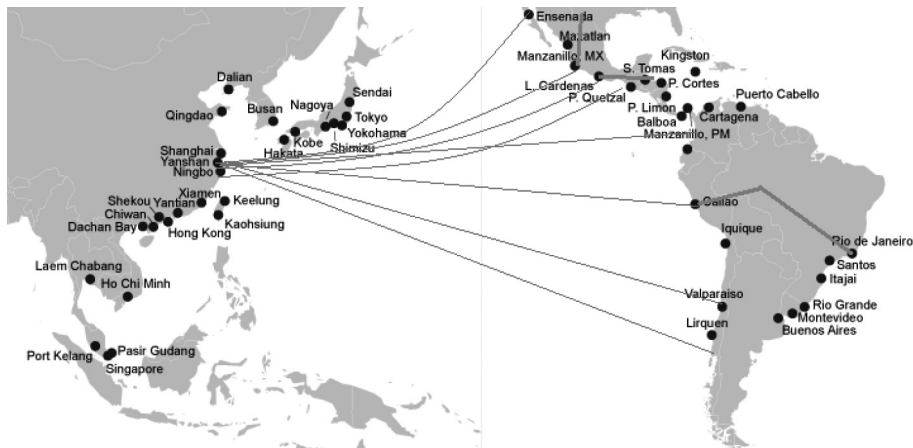 Ensenada
Mazatlan
Kingston
Manzanillo, MX
S. Tomas
Dalian
L. Cardenas
P. Cortes
Puerto Cabello
Sendai
P. Quetzal
Nagoya
Busan
P. Limon
Cartagena
Qingdao
Tokyo
Balboa
Yokohama
Manzanillo, PM
Kobe
Shimizu
Hakata
Shanghai
Yanshan
Ningbo
Xiamen
Shekou
Yantian
Keelung
Callao
Chiwan
Kaohsiung
Dachan Bay
Hong Kong
Rio de Janeiro
Iquique
Santos
Laem Chabang
Itajai
Ho Chi Minh
Valparaiso
Rio Grande
Montevideo
Lirquen
Buenos Aires
Port Kelang
Pasir Gudang
Singapore